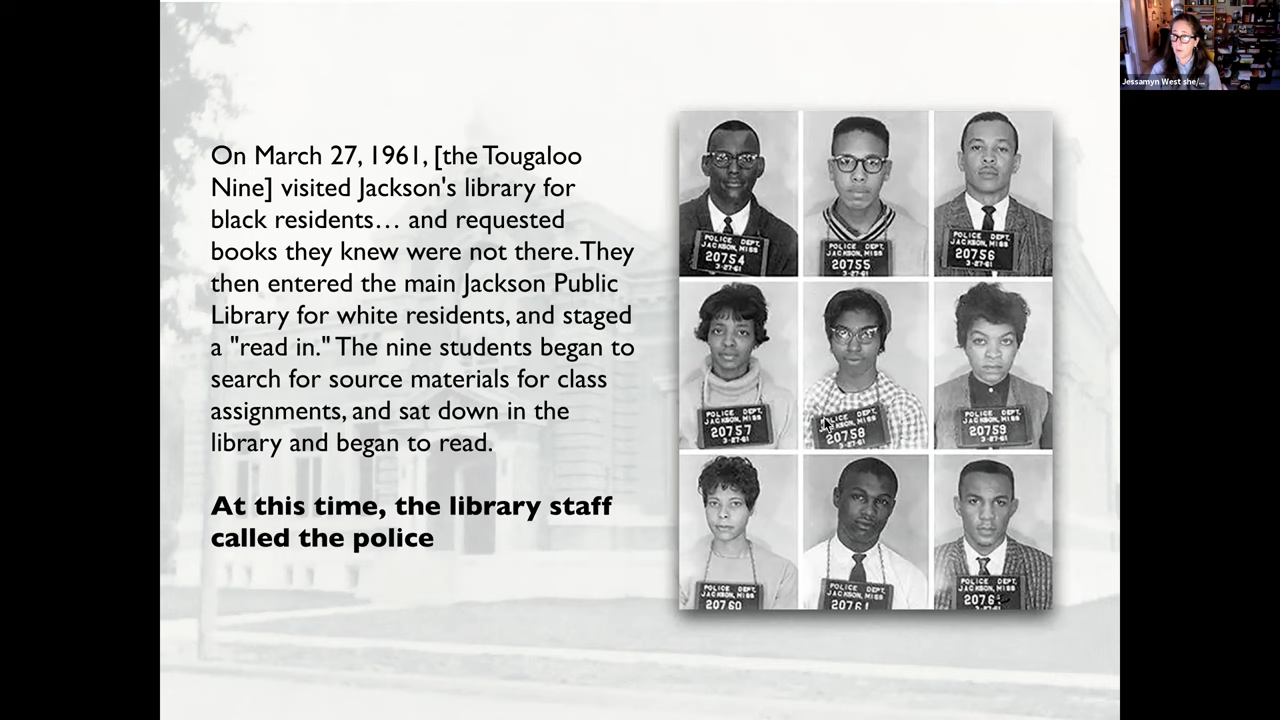 On March 27, 1961, [the Tougaloo
Nine] visited Jackson's library for
black residents… and requested
books they knew were not there. They
then entered the main Jackson Public
Library for white residents, and staged
a "read in." The nine students began to
search for source materials for class
assignments, and sat down in the
library and began to read.
At this time, the library staff
called the police
POLICE DEPT.
JACKSON, MISS
20754
3-27-61
POLICE DEPT.
JACKSON, MISS
20755
3-27-61
POLICE DEPT.
JACKSON, MISS
20756
3-27-61
POLICE DEPT.
JACKSON, MISS
20757
3-27-61
POLICE DEPT.
JACKSON, MISS
20758
3-27-61
POLICE DEPT.
JACKSON, MISS
20759
3-27-61
POLICE DEPT.
JACKSON, MISS
20760
POLICE DEPT.
JACKSON, MISS
20761
POLICE DEPT.
JACKSON, MISS
Jessamyn West she/...